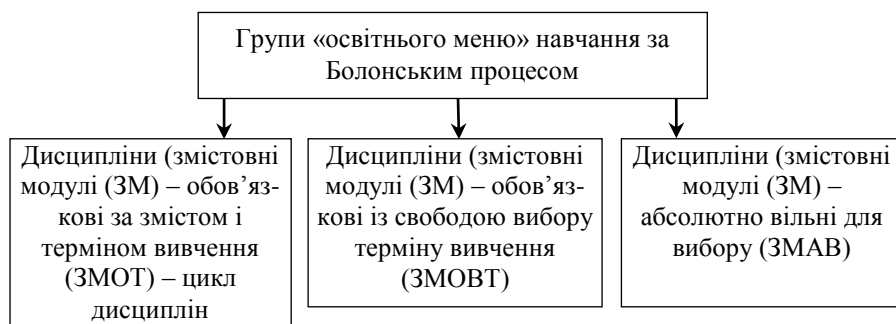 Групи «освітнього меню» навчання за
Болонським процесом
Дисципліни (змістовні
модулі (ЗМ) – обов’яз-
кові за змістом і
терміном вивчення
(ЗМОТ) – цикл
дисциплін
Дисципліни (змістовні
модулі (ЗМ) – обов’яз-
кові із свободою вибору
терміну вивчення
(ЗМОВТ)
Дисципліни (змістовні
модулі (ЗМ) –
абсолютно вільні для
вибору (ЗМАВ)